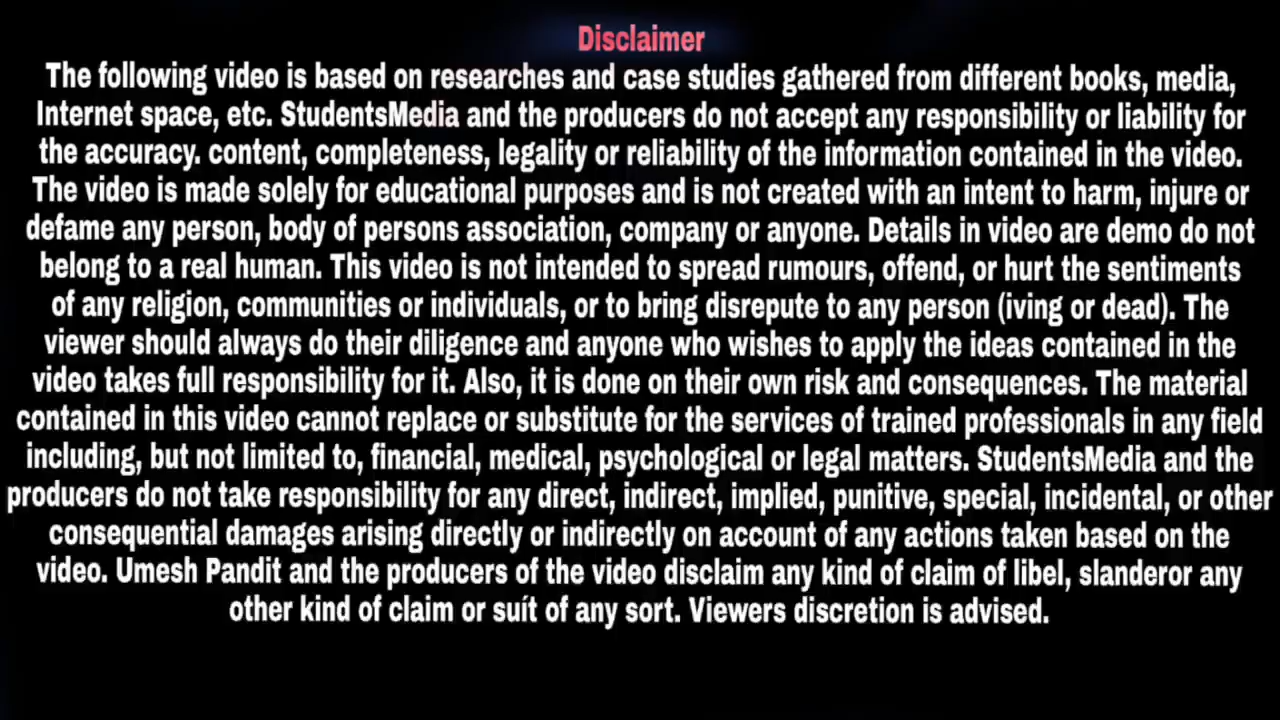 Disclaimer
The following video is based on researches and case studies gathered from different books, media,
Internet space, etc. StudentsMedia and the producers do not accept any responsibility or liability for
the accuracy. content, completeness, legality or reliability of the information contained in the video.
The video is made solely for educational purposes and is not created with an intent to harm, injure or
defame any person, body of persons association, company or anyone. Details in video are demo do not
belong to a real human. This video is not intended to spread rumours, offend, or hurt the sentiments
of any religion, communities or individuals, or to bring disrepute to any person (iving or dead). The
viewer should always do their diligence and anyone who wishes to apply the ideas contained in the
video takes full responsibility for it. Also, it is done on their own risk and consequences. The material
contained in this video cannot replace or substitute for the services of trained professionals in any field
including, but not limited to, financial, medical, psychological or legal matters. StudentsMedia and the
producers do not take responsibility for any direct, indirect, implied, punitive, special, incidental, or other
consequential damages arising directly or indirectly on account of any actions taken based on the
video. Umesh Pandit and the producers of the video disclaim any kind of claim of libel, slanderor any
other kind of claim or suít of any sort. Viewers discretion is advised.